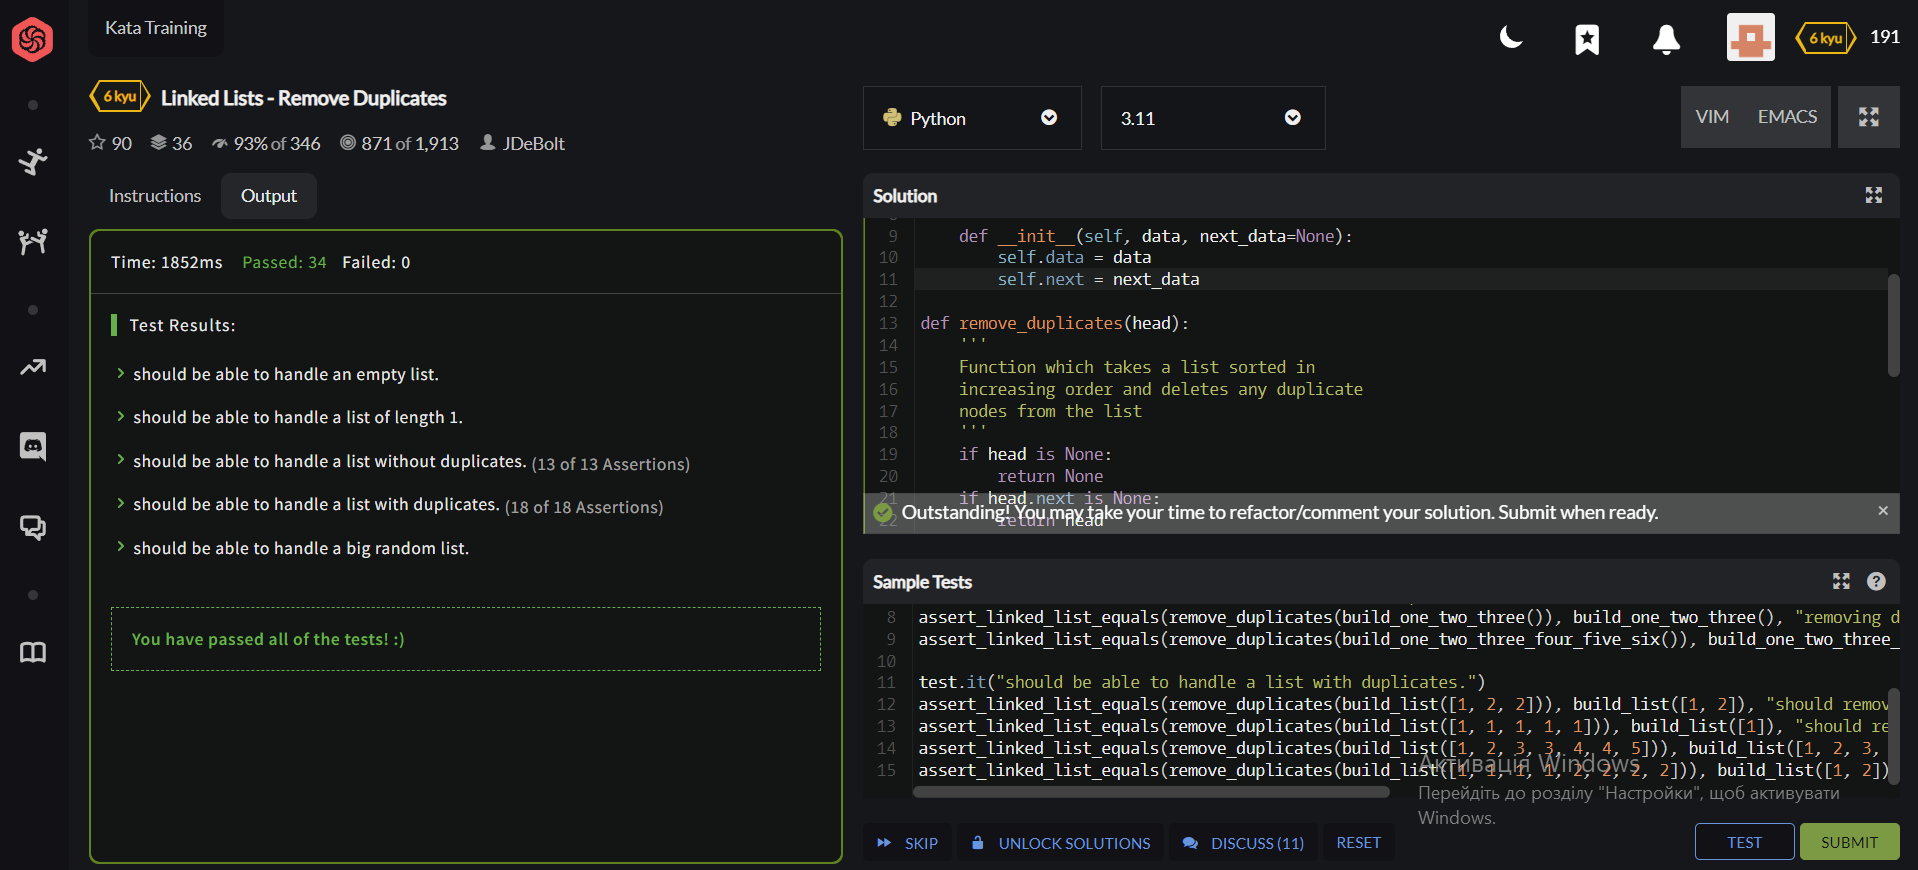 Kata Training
6 kyu
191
6 kyu Linked Lists - Remove Duplicates
90 36 93% of 346 871 of 1,913 JDeBolt
Python
3.11
VIM EMACS
Instructions Output
Time: 1852ms Passed: 34 Failed: 0
Test Results:
should be able to handle an empty list.
should be able to handle a list of length 1.
should be able to handle a list without duplicates. (13 of 13 Assertions)
should be able to handle a list with duplicates. (18 of 18 Assertions)
should be able to handle a big random list.
You have passed all of the tests! :)
Solution
9 def __init__(self, data, next_data=None):
10 self.data = data
11 self.next = next_data
12
13 def remove_duplicates(head):
14 '''
15 Function which takes a list sorted in
16 increasing order and deletes any duplicate
17 nodes from the list
18 '''
19 if head is None:
20 return None
21 if head.next is None:
22 return head
Outstanding! You may take your time to refactor/comment your solution. Submit when ready. ×
Sample Tests
8 assert_linked_list_equals(remove_duplicates(build_one_two_three()), build_one_two_three(), "removing d
9 assert_linked_list_equals(remove_duplicates(build_one_two_three_four_five_six()), build_one_two_three_
10
11 test.it("should be able to handle a list with duplicates.")
12 assert_linked_list_equals(remove_duplicates(build_list([1, 2, 2])), build_list([1, 2]), "should remov
13 assert_linked_list_equals(remove_duplicates(build_list([1, 1, 1, 1, 1])), build_list([1]), "should re
14 assert_linked_list_equals(remove_duplicates(build_list([1, 2, 3, 3, 4, 4, 5])), build_list([1, 2, 3,
15 assert_linked_list_equals(remove_duplicates(build_list([1, 1, 1, 1, 2, 2, 2, 2])), build_list([1, 2])
Активація Windows
Перейдіть до розділу "Настройки", щоб активувати
Windows.
SKIP UNLOCK SOLUTIONS DISCUSS (11) RESET
TEST SUBMIT